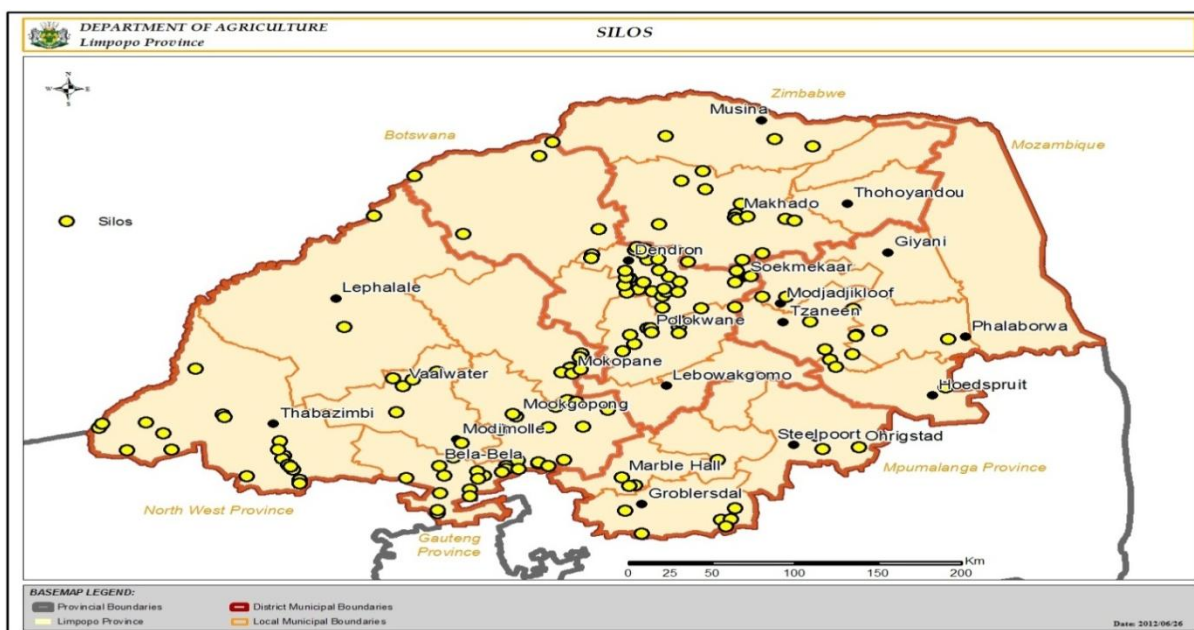 DEPARTMENT OF AGRICULTURE
Limpopo Province
SILOS
N
W E
S
Zimbabwe
Musina
Botswana
Mozambique
Silos
Makhado
Thohoyandou
Giyani
Dendron
Soekmekaar
Lephalale
Modjadjikloof
Tzaneen
Polokwane
Phalaborwa
Mokopane
Vaalwater
Lebowakgomo
Hoedspruit
Mookgopong
Thabazimbi
Modimolle
Steelpoort
Ohrigstad
Bela-Bela
Marble Hall
Mpumalanga Province
Groblersdal
North West Province
Gauteng
Province
Km
0 25 50 100 150 200
BASEMAP LEGEND:
Provincial Boundaries District Municipal Boundaries
Limpopo Province Local Municipal Boundaries
Date: 2012/06/26